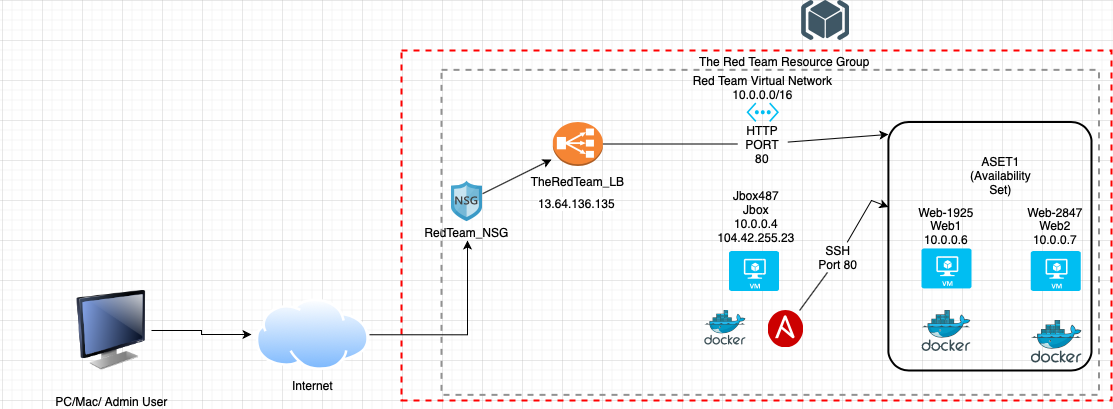 The Red Team Resource Group
Red Team Virtual Network
10.0.0.0/16
HTTP
PORT
80
ASET1
(Availability
Set)
TheRedTeam_LB
13.64.136.135
NSG
RedTeam_NSG
Jbox487
Jbox
10.0.0.4
104.42.255.23
VM
SSH
Port 80
Web-1925
Web1
10.0.0.6
VM
Web-2847
Web2
10.0.0.7
VM
docker
A
docker
docker
Internet
PC/Mac/ Admin User